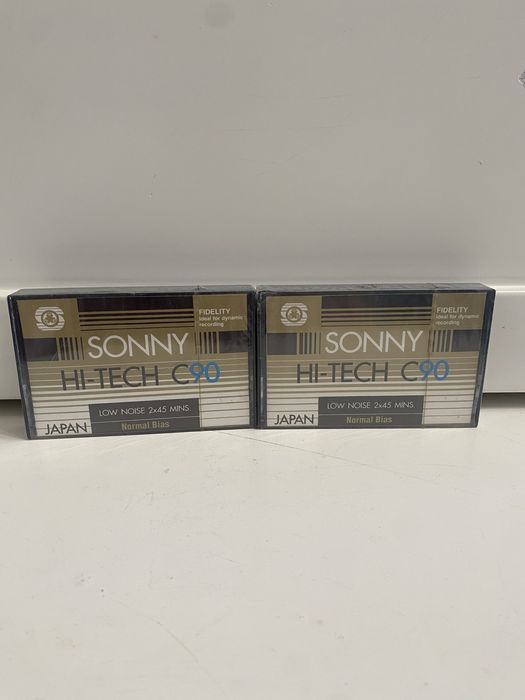 FIDELITY
Ideal for dynamic
recording
SONNY
HI-TECH C90
LOW NOISE 2x45 MINS.
JAPAN
Normal Bias
FIDELITY
Ideal for dynamic
recording
SONNY
HI-TECH C90
LOW NOISE 2x45 MINS.
JAPAN
Normal Bias